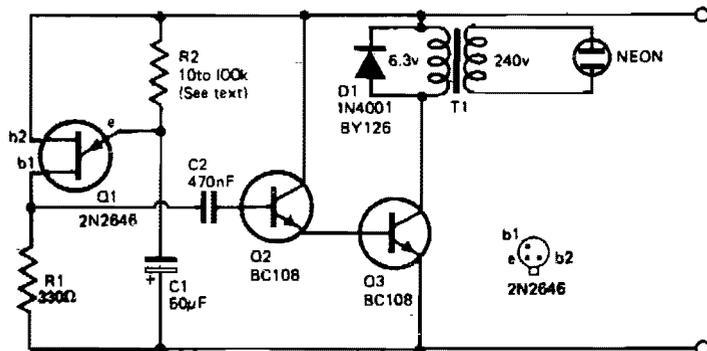 R2
10to 100k
(See text)
b2
e
b1
Q1
2N2646
C2
470nF
R1
330Ω
+
C1
50µF
Q2
BC108
Q3
BC108
D1
1N4001
BY126
6.3v
240v
T1
NEON
b1
e
b2
2N2646